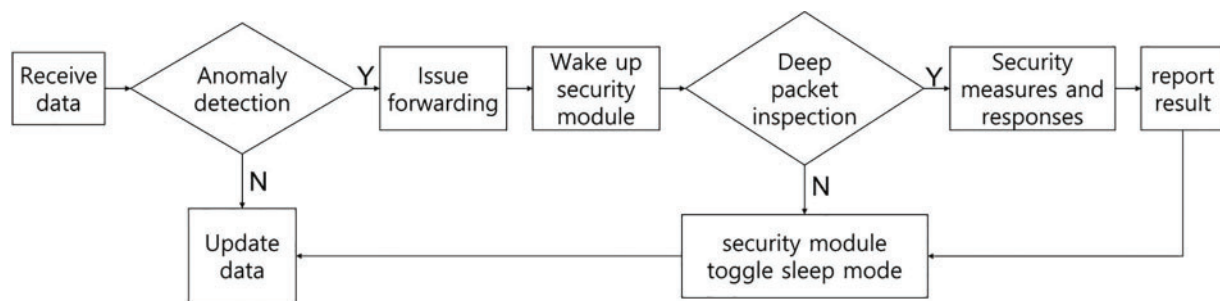 Receive
data
Anomaly
detection
Y
Issue
forwarding
Wake up
security
module
Deep
packet
inspection
Y
Security
measures and
responses
report
result
N
Update
data
N
security module
toggle sleep mode